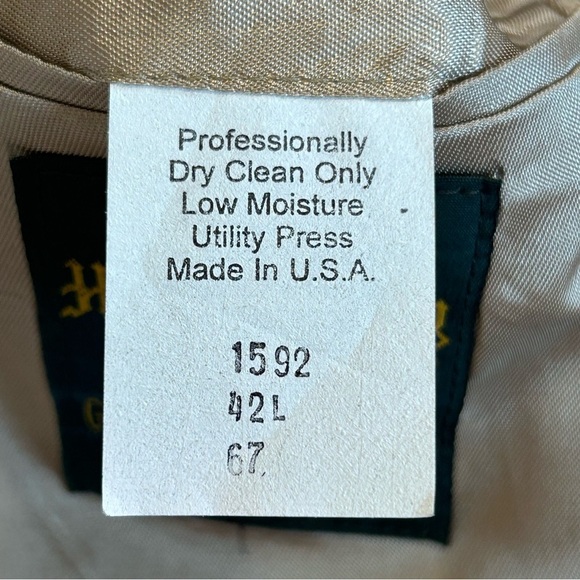 Professionally
Dry Clean Only
Low Moisture
Utility Press
Made In U.S.A.
1592
42L
67